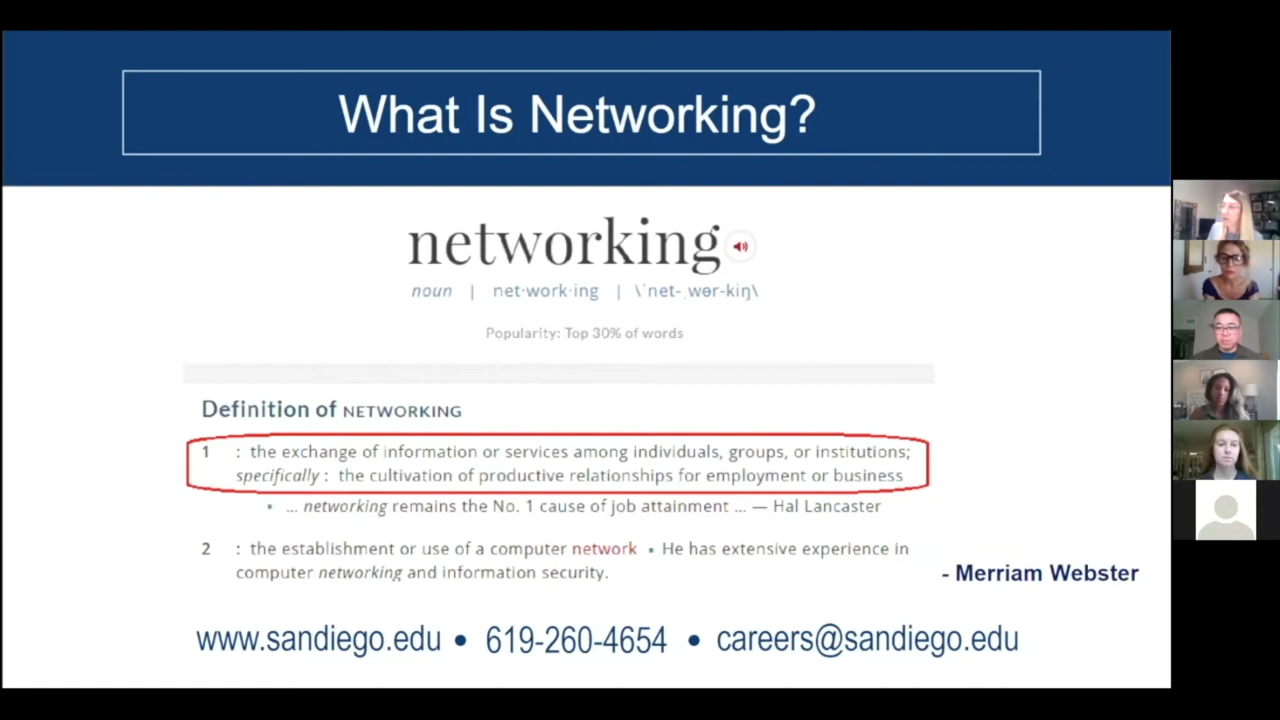 What Is Networking?
networking
noun | net·work·ing | \ˈnet-ˌwər-kiŋ\
Popularity: Top 30% of words
Definition of NETWORKING
1 : the exchange of information or services among individuals, groups, or institutions;
specifically : the cultivation of productive relationships for employment or business
• ... networking remains the No. 1 cause of job attainment ... — Hal Lancaster
2 : the establishment or use of a computer network • He has extensive experience in
computer networking and information security.
- Merriam Webster
www.sandiego.edu • 619-260-4654 • careers@sandiego.edu